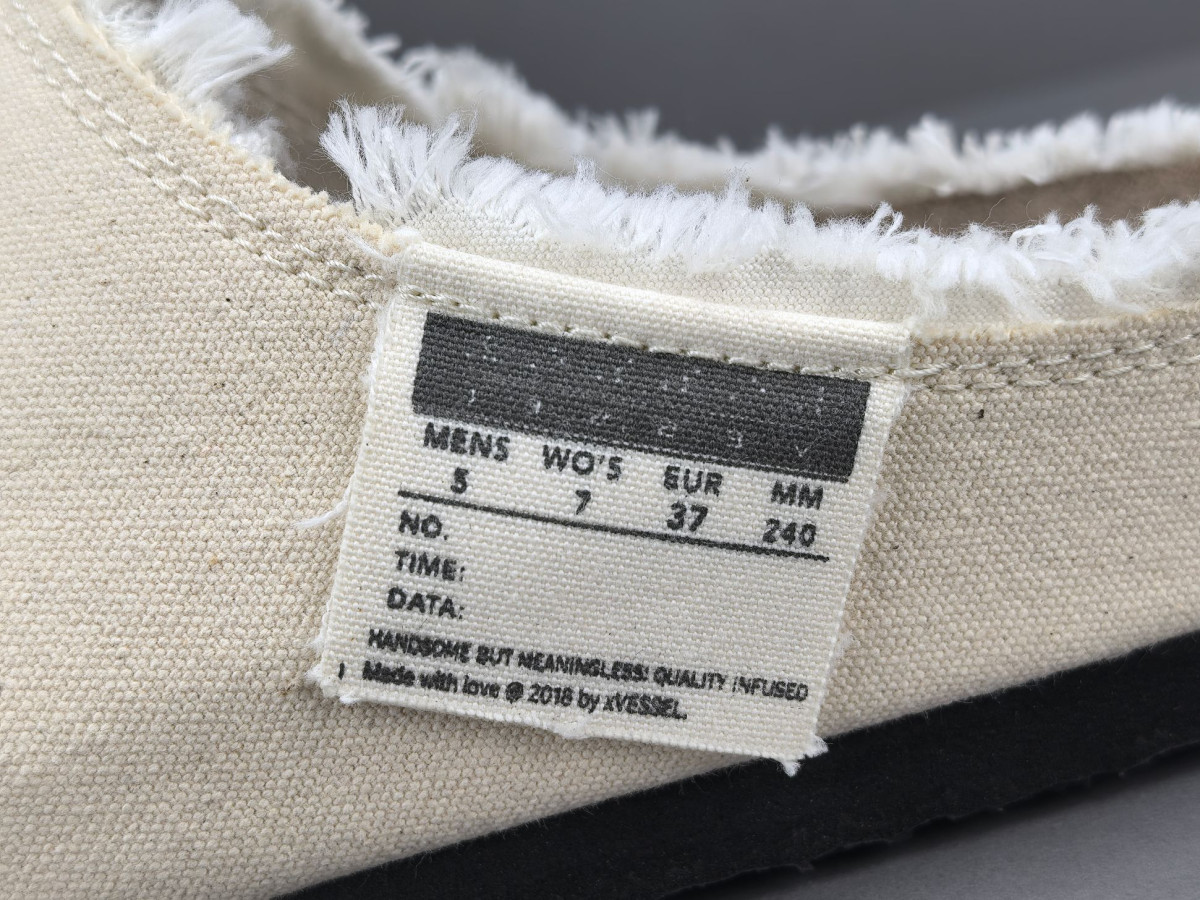 MENS WO'S EUR MM
5 7 37 240
NO.
TIME:
DATA:
HANDSOME BUT MEANINGLESS! QUALITY INFUSED
Made with love @ 2018 by xVESSEL.